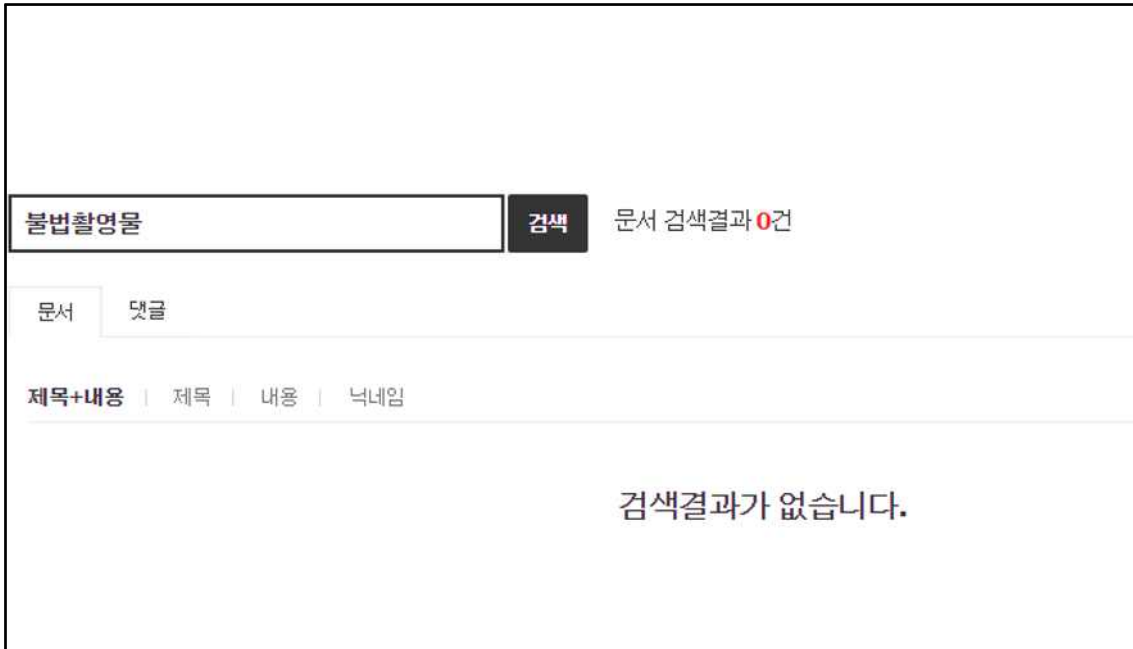 불법촬영물 검색 문서 검색결과 0건
문서 댓글
제목+내용 | 제목 | 내용 | 닉네임
검색결과가 없습니다.